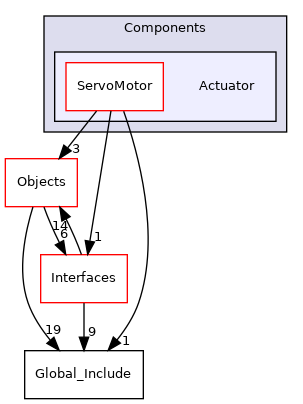 Components
ServoMotor
Actuator
3
Objects
14
6
1
Interfaces
19
9
1
Global_Include